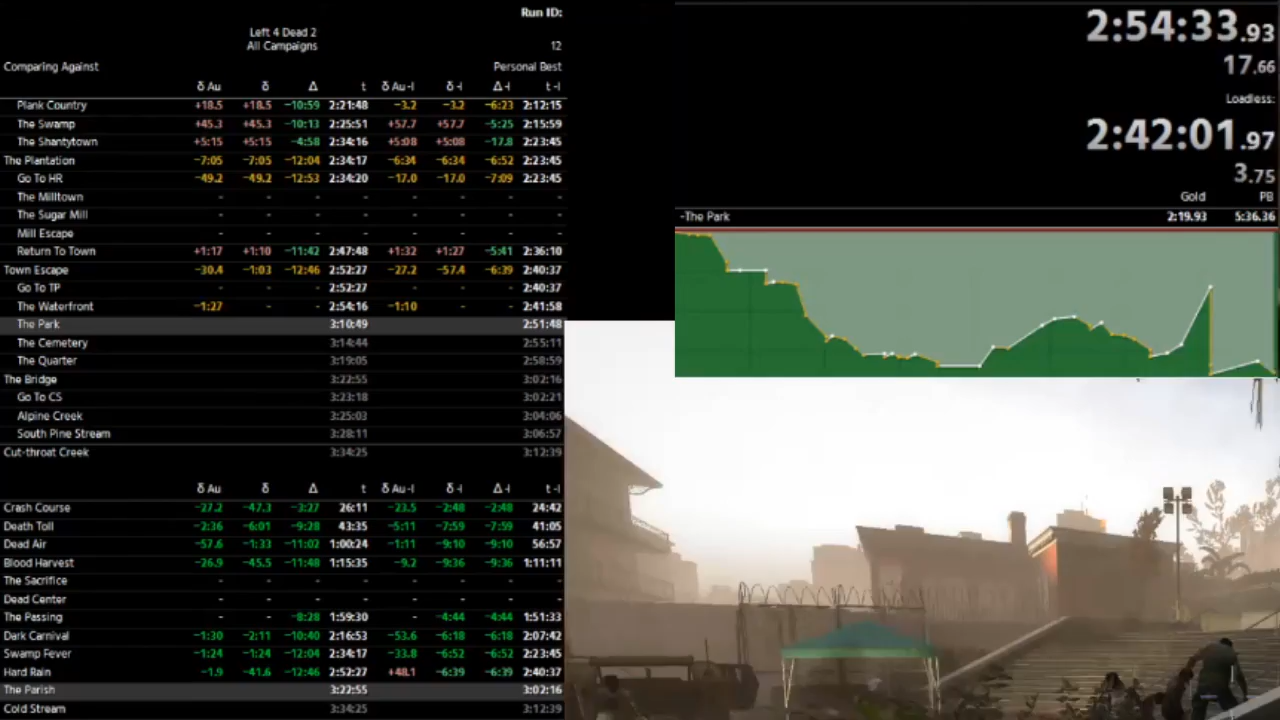 Run ID:
Left 4 Dead 2
All Campaigns 12
Comparing Against Personal Best
δ Au δ Δ t δ Au -l δ -l Δ -l t -l
Plank Country +18.5 +18.5 −10:59 2:21:48 −3.2 −3.2 −6:23 2:12:15
The Swamp +45.3 +45.3 −10:13 2:25:51 +57.7 +57.7 −5:25 2:15:59
The Shantytown +5:15 +5:15 −4:58 2:34:16 +5:08 +5:08 −17.8 2:23:45
The Plantation −7:05 −7:05 −12:04 2:34:17 −6:34 −6:34 −6:52 2:23:45
Go To HR −49.2 −49.2 −12:53 2:34:20 −17.0 −17.0 −7:09 2:23:45
The Milltown - - - - - - - -
The Sugar Mill - - - - - - - -
Mill Escape - - - - - - - -
Return To Town +1:17 +1:10 −11:42 2:47:48 +1:32 +1:27 −5:41 2:36:10
Town Escape −30.4 −1:03 −12:46 2:52:27 −27.2 −57.4 −6:39 2:40:37
Go To TP - - - 2:52:27 - - - 2:40:37
The Waterfront −1:27 - - 2:54:16 −1:10 - - 2:41:58
The Park 3:10:49 2:51:48
The Cemetery 3:14:44 2:55:11
The Quarter 3:19:05 2:58:59
The Bridge 3:22:55 3:02:16
Go To CS 3:23:18 3:02:21
Alpine Creek 3:25:03 3:04:06
South Pine Stream 3:28:11 3:06:57
Cut-throat Creek 3:34:25 3:12:39
δ Au δ Δ t δ Au -l δ -l Δ -l t -l
Crash Course −27.2 −47.3 −3:27 26:11 −23.5 −2:48 −2:48 24:42
Death Toll −2:36 −6:01 −9:28 43:35 −5:11 −7:59 −7:59 41:05
Dead Air −57.6 −1:33 −11:02 1:00:24 −1:11 −9:10 −9:10 56:57
Blood Harvest −26.9 −45.5 −11:48 1:15:35 −9.2 −9:36 −9:36 1:11:11
The Sacrifice - - - - - - - -
Dead Center - - - - - - - -
The Passing - - −8:28 1:59:30 - −4:44 −4:44 1:51:33
Dark Carnival −1:30 −2:11 −10:40 2:16:53 −53.6 −6:18 −6:18 2:07:42
Swamp Fever −1:24 −1:24 −12:04 2:34:17 −33.8 −6:52 −6:52 2:23:45
Hard Rain −1.9 −41.6 −12:46 2:52:27 +48.1 −6:39 −6:39 2:40:37
The Parish 3:22:55 3:02:16
Cold Stream 3:34:25 3:12:39
2:54:33.93
17.66
Loadless:
2:42:01.97
3.75
Gold PB
-The Park 2:19.93 5:36.36